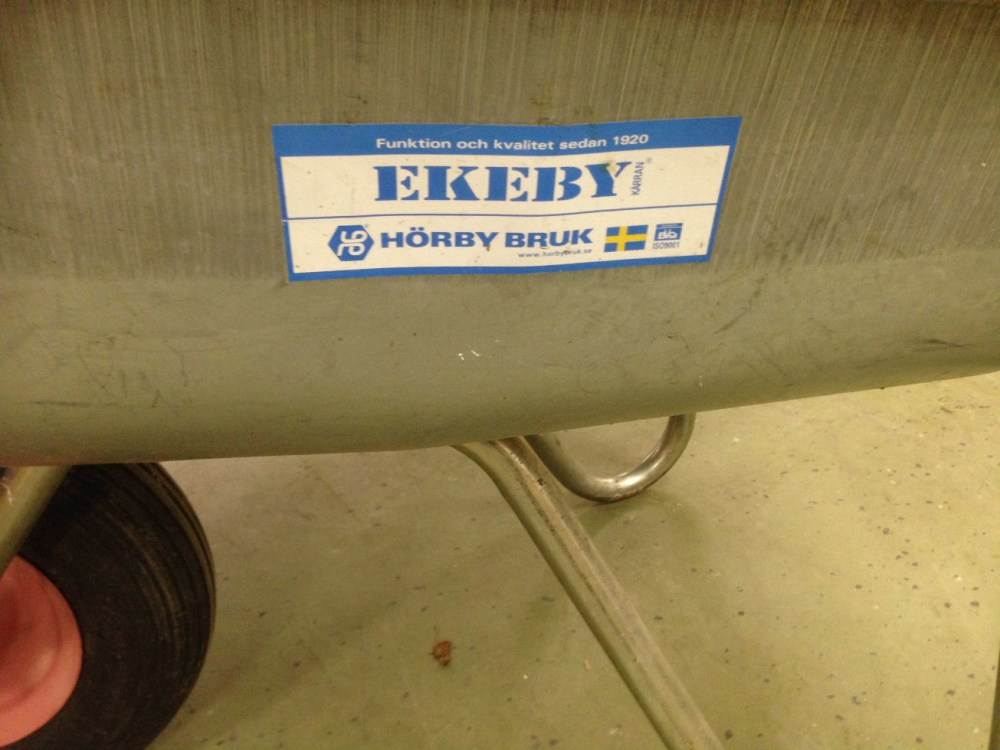 Funktion och kvalitet sedan 1920
EKEBY KÄRRAN®
HÖRBY BRUK
www.horbybruk.se
ISO9001